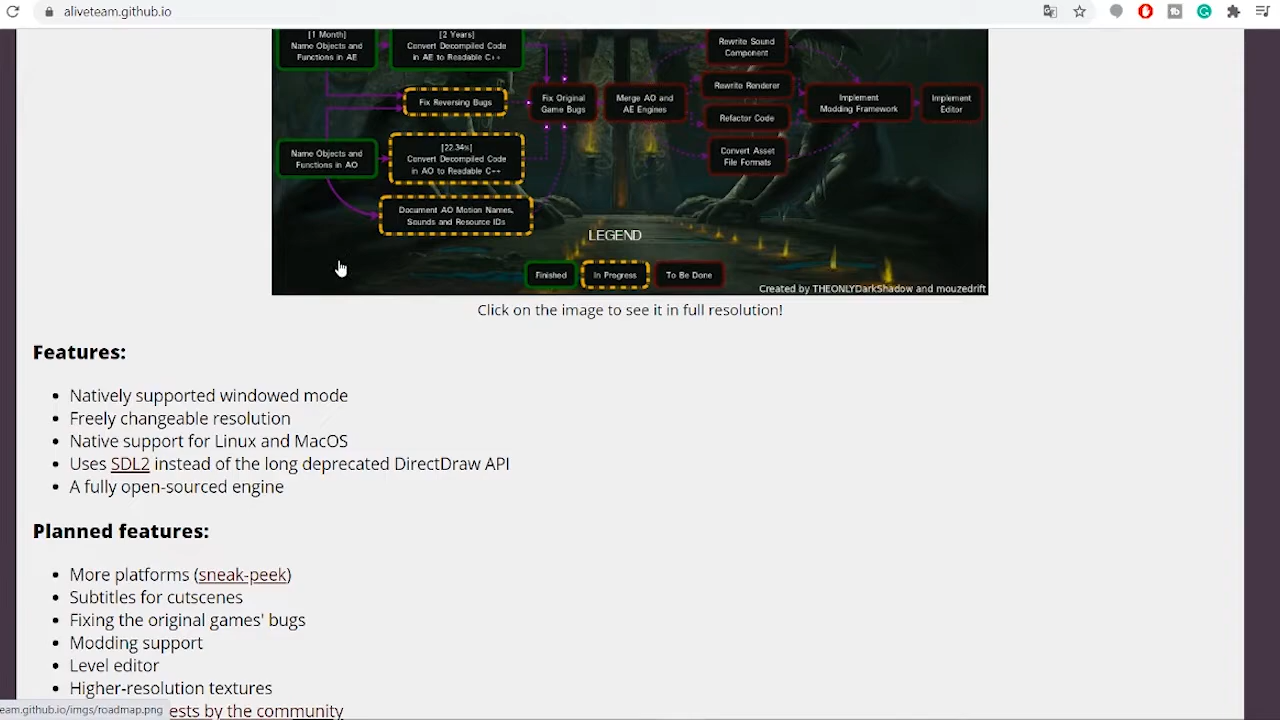 aliveteam.github.io
[1 Month]
Name Objects and
Functions in AE
[2 Years]
Convert Decompiled Code
in AE to Readable C++
Rewrite Sound
Component
Fix Reversing Bugs
Fix Original
Game Bugs
Merge AO and
AE Engines
Rewrite Renderer
Refactor Code
Implement
Modding Framework
Implement
Editor
Name Objects and
Functions in AO
[22.34%]
Convert Decompiled Code
in AO to Readable C++
Convert Asset
File Formats
Document AO Motion Names,
Sounds and Resource IDs
LEGEND
Finished
In Progress
To Be Done
Created by THEONLYDarkShadow and mouzedrift
Click on the image to see it in full resolution!
Features:
Natively supported windowed mode
Freely changeable resolution
Native support for Linux and MacOS
Uses SDL2 instead of the long deprecated DirectDraw API
A fully open-sourced engine
Planned features:
More platforms (sneak-peek)
Subtitles for cutscenes
Fixing the original games' bugs
Modding support
Level editor
Higher-resolution textures
eam.github.io/imgs/roadmap.png
ests by the community